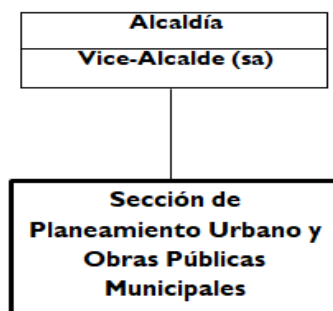 Alcaldía
Vice-Alcalde (sa)
Sección de
Planeamiento Urbano y
Obras Públicas
Municipales